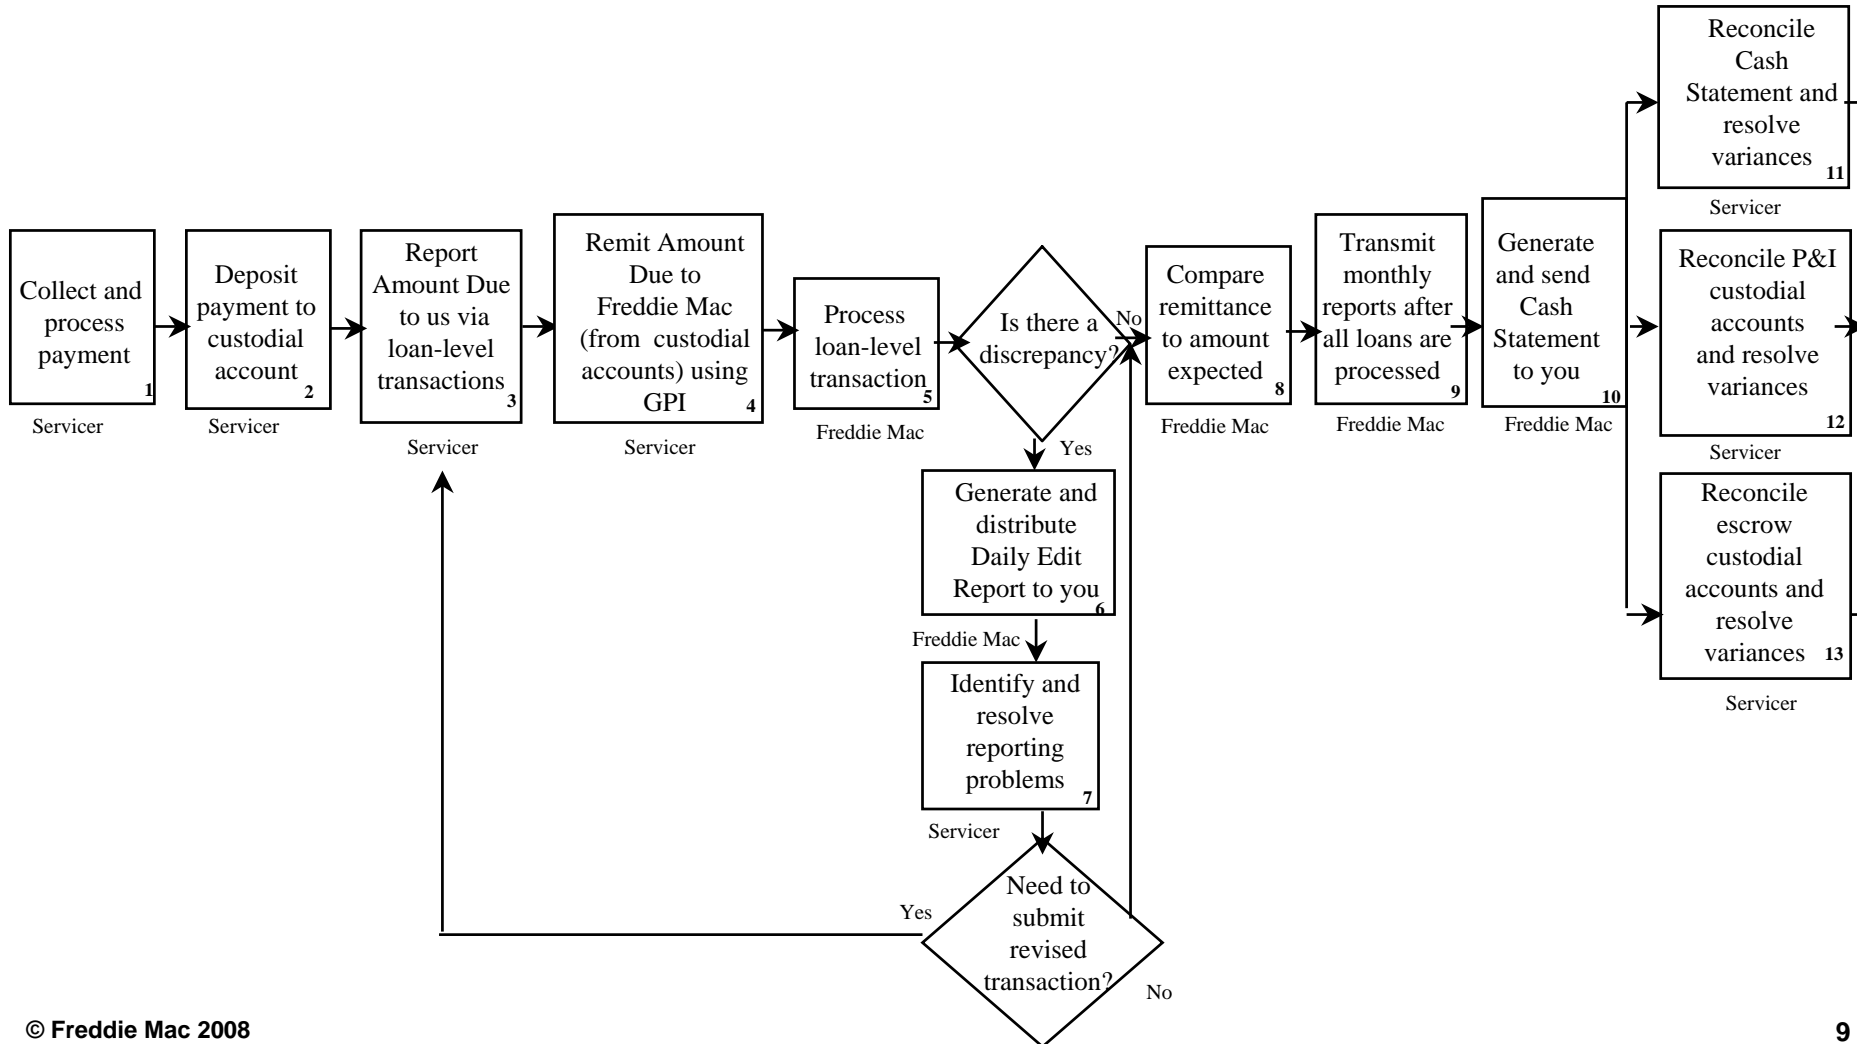 Collect and
process
payment
1
Servicer
Deposit
payment to
custodial
account
2
Servicer
Report
Amount Due
to us via
loan-level
transactions
3
Servicer
Remit Amount
Due to
Freddie Mac
(from custodial
accounts) using
GPI
4
Servicer
Process
loan-level
transaction
5
Freddie Mac
Is there a
discrepancy?
No
Yes
Generate and
distribute
Daily Edit
Report to you
6
Freddie Mac
Identify and
resolve
reporting
problems
7
Servicer
Need to
submit
revised
transaction?
Yes
No
Compare
remittance
to amount
expected
8
Freddie Mac
Transmit
monthly
reports after
all loans are
processed
9
Freddie Mac
Generate
and send
Cash
Statement
to you
10
Freddie Mac
Reconcile
Cash
Statement and
resolve
variances
11
Servicer
Reconcile P&I
custodial
accounts
and resolve
variances
12
Servicer
Reconcile
escrow
custodial
accounts and
resolve
variances
13
Servicer
© Freddie Mac 2008
9